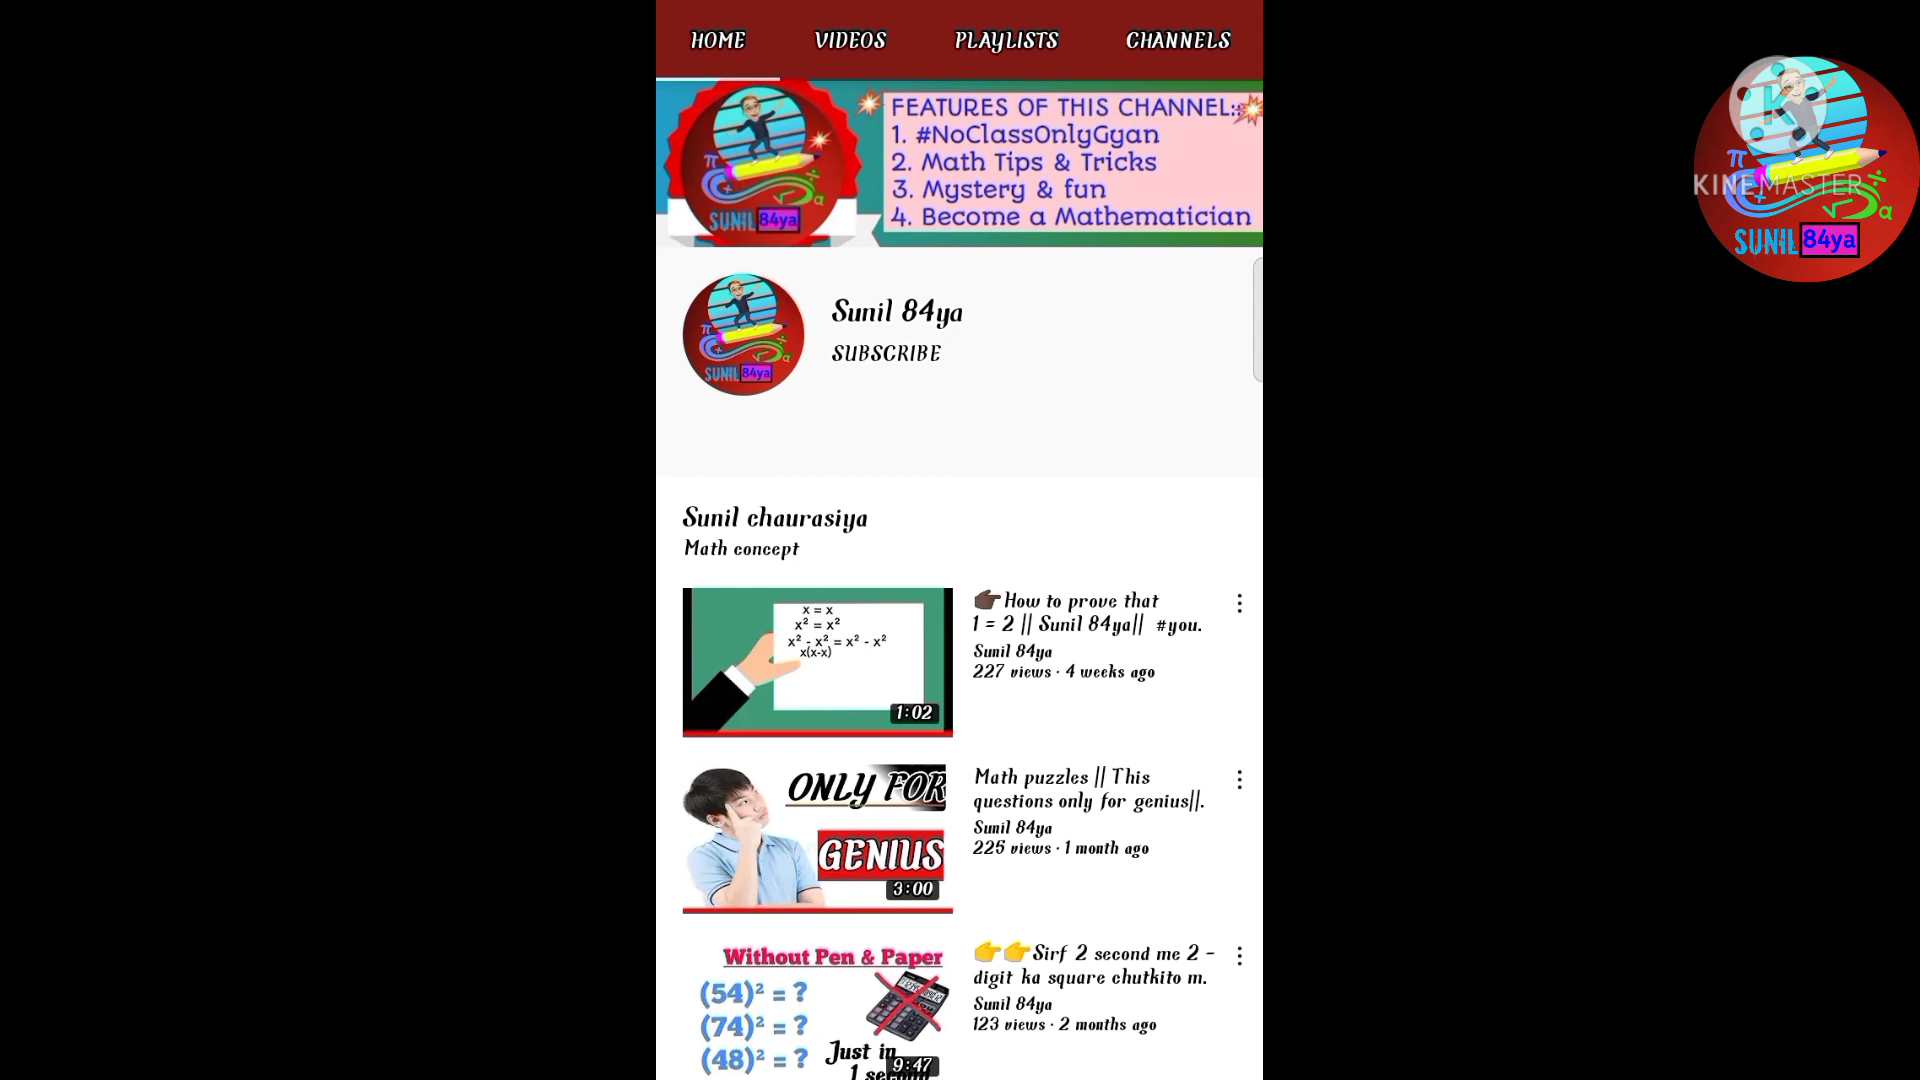 HOME VIDEOS PLAYLISTS CHANNELS
FEATURES OF THIS CHANNEL::
1. #NoClassOnlyGyan
2. Math Tips & Tricks
3. Mystery & fun
4. Become a Mathematician
π
÷
√
α
SUNIL 84ya
K
KINEMASTER
π
÷
√
α
SUNIL 84ya
π
SUNIL 84ya
Sunil 84ya
SUBSCRIBE
Sunil chaurasiya
Math concept
x = x
x² = x²
x² - x² = x² - x²
x(x-x)
1:02
👉🏿How to prove that
1 = 2 || Sunil 84ya|| #you.
Sunil 84ya
227 views · 4 weeks ago
ONLY FOR
GENIUS
3:00
Math puzzles || This
questions only for genius||.
Sunil 84ya
225 views · 1 month ago
Without Pen & Paper
(54)² = ?
(74)² = ?
(48)² = ?
Just in
1 second
9:47
👉👉Sirf 2 second me 2 -
digit ka square chutkito m.
Sunil 84ya
123 views · 2 months ago